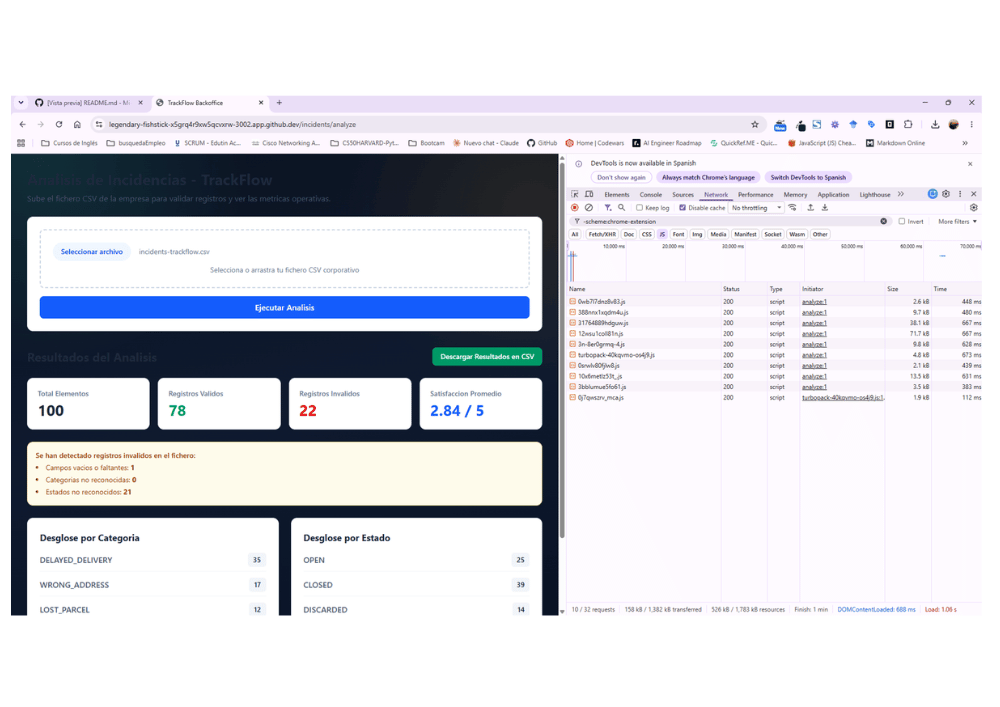 [Vista previa] README.md - M
TrackFlow Backoffice
legendary-fishstick-x5grq4r9xw5qcvxrw-3002.app.github.dev/incidents/analyze
New
Cursos de Inglés
busquedaEmpleo
SCRUM - Edutin Ac...
Cisco Networking A...
CS50HARVARD-Pyt...
Bootcam
Nuevo chat - Claude
GitHub
Home | Codewars
AI Engineer Roadmap
QuickRef.ME - Quic...
JavaScript (JS) Chea...
Markdown Online
Analisis de Incidencias - TrackFlow
Sube el fichero CSV de la empresa para validar registros y ver las metricas operativas.
Seleccionar archivo
incidents-trackflow.csv
Selecciona o arrastra tu fichero CSV corporativo
Ejecutar Analisis
Resultados del Analisis
Descargar Resultados en CSV
Total Elementos
100
Registros Validos
78
Registros Invalidos
22
Satisfaccion Promedio
2.84 / 5
Se han detectado registros invalidos en el fichero:
• Campos vacios o faltantes: 1
• Categorias no reconocidas: 0
• Estados no reconocidos: 21
Desglose por Categoria
DELAYED_DELIVERY 35
WRONG_ADDRESS 17
LOST_PARCEL 12
Desglose por Estado
OPEN 25
CLOSED 39
DISCARDED 14
DevTools is now available in Spanish
Don't show again
Always match Chrome's language
Switch DevTools to Spanish
Elements Console Sources Network Performance Memory Application Lighthouse
Keep log Disable cache No throttling
-scheme:chrome-extension
Invert More Filters
All Fetch/XHR Doc CSS JS Font Img Media Manifest Socket Wasm Other
10,000 ms 20,000 ms 30,000 ms 40,000 ms 50,000 ms 60,000 ms 70,000 ms
Name Status Type Initiator Size Time
200 script analyze:1 2.6 kB 448 ms
388nnx1xqdm4u.js 200 script analyze:1 9.7 kB 480 ms
31764889hdguw.js 200 script analyze:1 38.1 kB 667 ms
200 script analyze:1 71.7 kB 667 ms
3n-8er0grmq-4.js 200 script analyze:1 9.8 kB 628 ms
turbopack-40kqvmo-os4j9.js 200 script analyze:1 4.8 kB 673 ms
200 script analyze:1 2.1 kB 439 ms
200 script analyze:1 13.5 kB 631 ms
3bblumue5fo61.js 200 script analyze:1 3.5 kB 383 ms
0j7qwszrv_mca.js 200 script turbopack-40kqvmo-os4j9.js:1 1.9 kB 112 ms
10 / 32 requests 158 kB / 1,382 kB transferred 526 kB / 1,783 kB resources Finish: 1 min DOMContentLoaded: 688 ms Load: 1.06 s